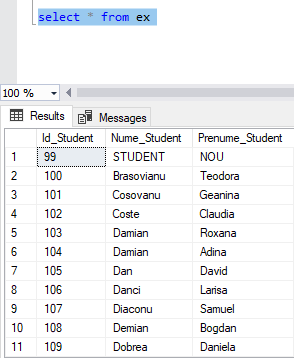 select * from ex
100 %
Results Messages
Id_Student Nume_Student Prenume_Student
1 99 STUDENT NOU
2 100 Brasovianu Teodora
3 101 Cosovanu Geanina
4 102 Coste Claudia
5 103 Damian Roxana
6 104 Damian Adina
7 105 Dan David
8 106 Danci Larisa
9 107 Diaconu Samuel
10 108 Demian Bogdan
11 109 Dobrea Daniela